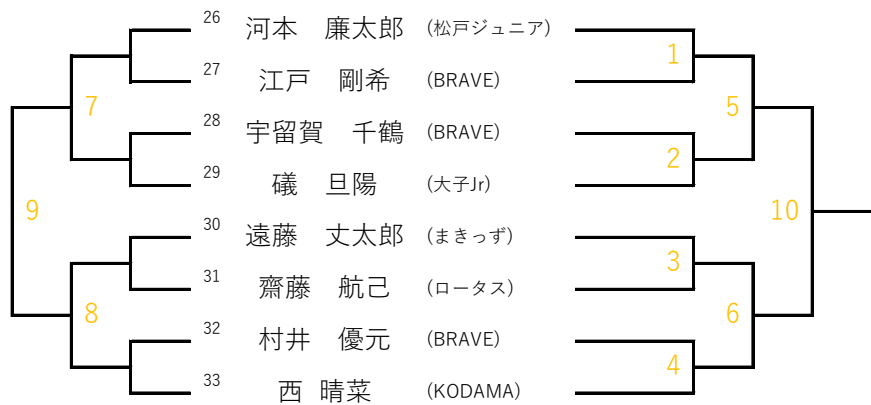 26 河本 廉太郎 (松戸ジュニア)
1
27 江戸 剛希 (BRAVE)
7
5
28 宇留賀 千鶴 (BRAVE)
2
29 礒 旦陽 (大子Jr)
9
10
30 遠藤 丈太郎 (まきっず)
3
31 齋藤 航己 (ロータス)
8
6
32 村井 優元 (BRAVE)
4
33 西 晴菜 (KODAMA)